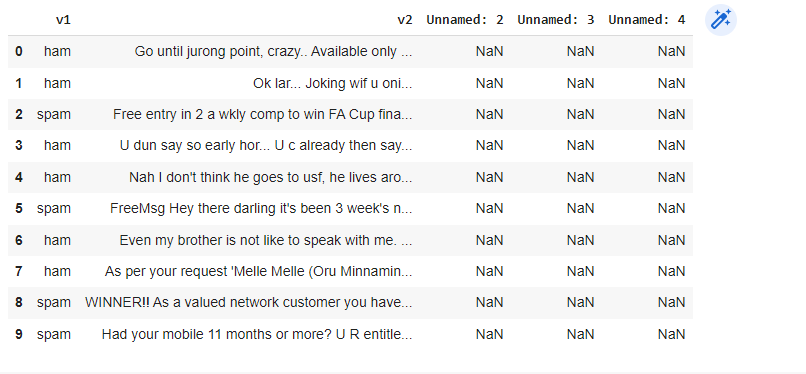 v1 v2 Unnamed: 2 Unnamed: 3 Unnamed: 4
0 ham Go until jurong point, crazy.. Available only ... NaN NaN NaN
1 ham Ok lar... Joking wif u oni... NaN NaN NaN
2 spam Free entry in 2 a wkly comp to win FA Cup fina... NaN NaN NaN
3 ham U dun say so early hor... U c already then say... NaN NaN NaN
4 ham Nah I don't think he goes to usf, he lives aro... NaN NaN NaN
5 spam FreeMsg Hey there darling it's been 3 week's n... NaN NaN NaN
6 ham Even my brother is not like to speak with me. ... NaN NaN NaN
7 ham As per your request 'Melle Melle (Oru Minnamin... NaN NaN NaN
8 spam WINNER!! As a valued network customer you have... NaN NaN NaN
9 spam Had your mobile 11 months or more? U R entitle... NaN NaN NaN